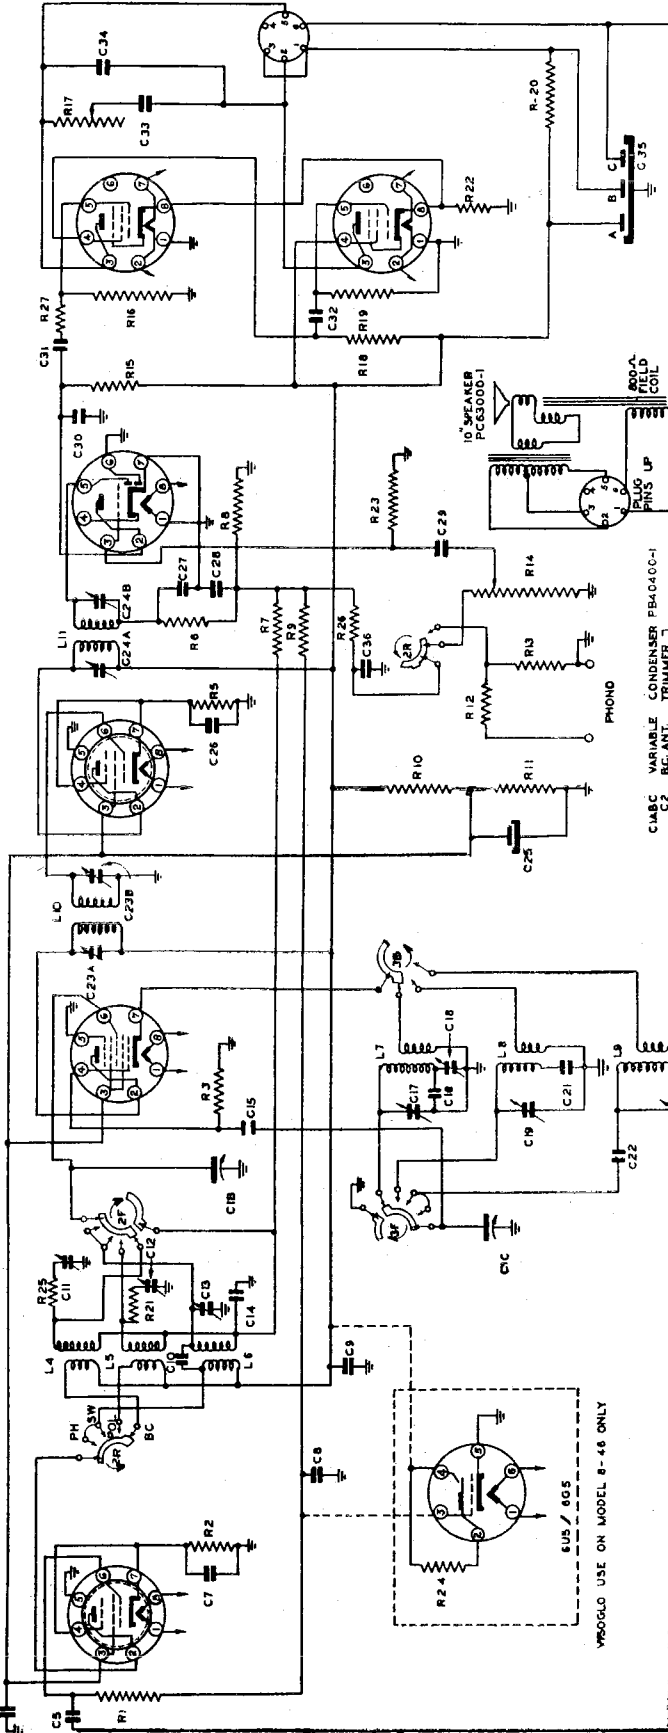 C5
R1
C7
R2
PH
SW
POL
BC
2R
L4
L5
L6
C10
R25
C11
C12
R21
C13
C14
2F
C1B
C15
R3
C23A
L10
C23B
C26
R5
L11
C24A
C24B
R6
C27
C28
R8
R7
R9
C30
C31
R27
R15
R16
R17
C33
C34
C32
R18
R19
R22
R-20
A
B
C
C.35
R23
C29
R26
C36
2R
R14
R12
R13
PHONO
R10
R11
C25
C8
C9
R24
6U5 / 6G5
VISOGLO USE ON MODEL 8-46 ONLY
3F
C1C
L7
C17
C16
C18
3B
L8
C19
C21
L9
C22
10" SPEAKER
PC63000-1
800-Ω
FIELD
COIL
PLUG
PINS UP
C1ABC VARIABLE CONDENSER PB40400-1
C2 B.C. ANT. TRIMMER